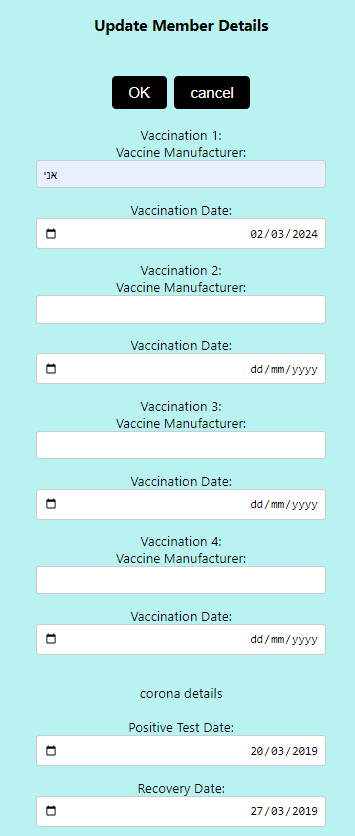 Update Member Details
OK cancel
Vaccination 1:
Vaccine Manufacturer:
אני
Vaccination Date:
02/03/2024
Vaccination 2:
Vaccine Manufacturer:
Vaccination Date:
dd/mm/yyyy
Vaccination 3:
Vaccine Manufacturer:
Vaccination Date:
dd/mm/yyyy
Vaccination 4:
Vaccine Manufacturer:
Vaccination Date:
dd/mm/yyyy
corona details
Positive Test Date:
20/03/2019
Recovery Date:
27/03/2019